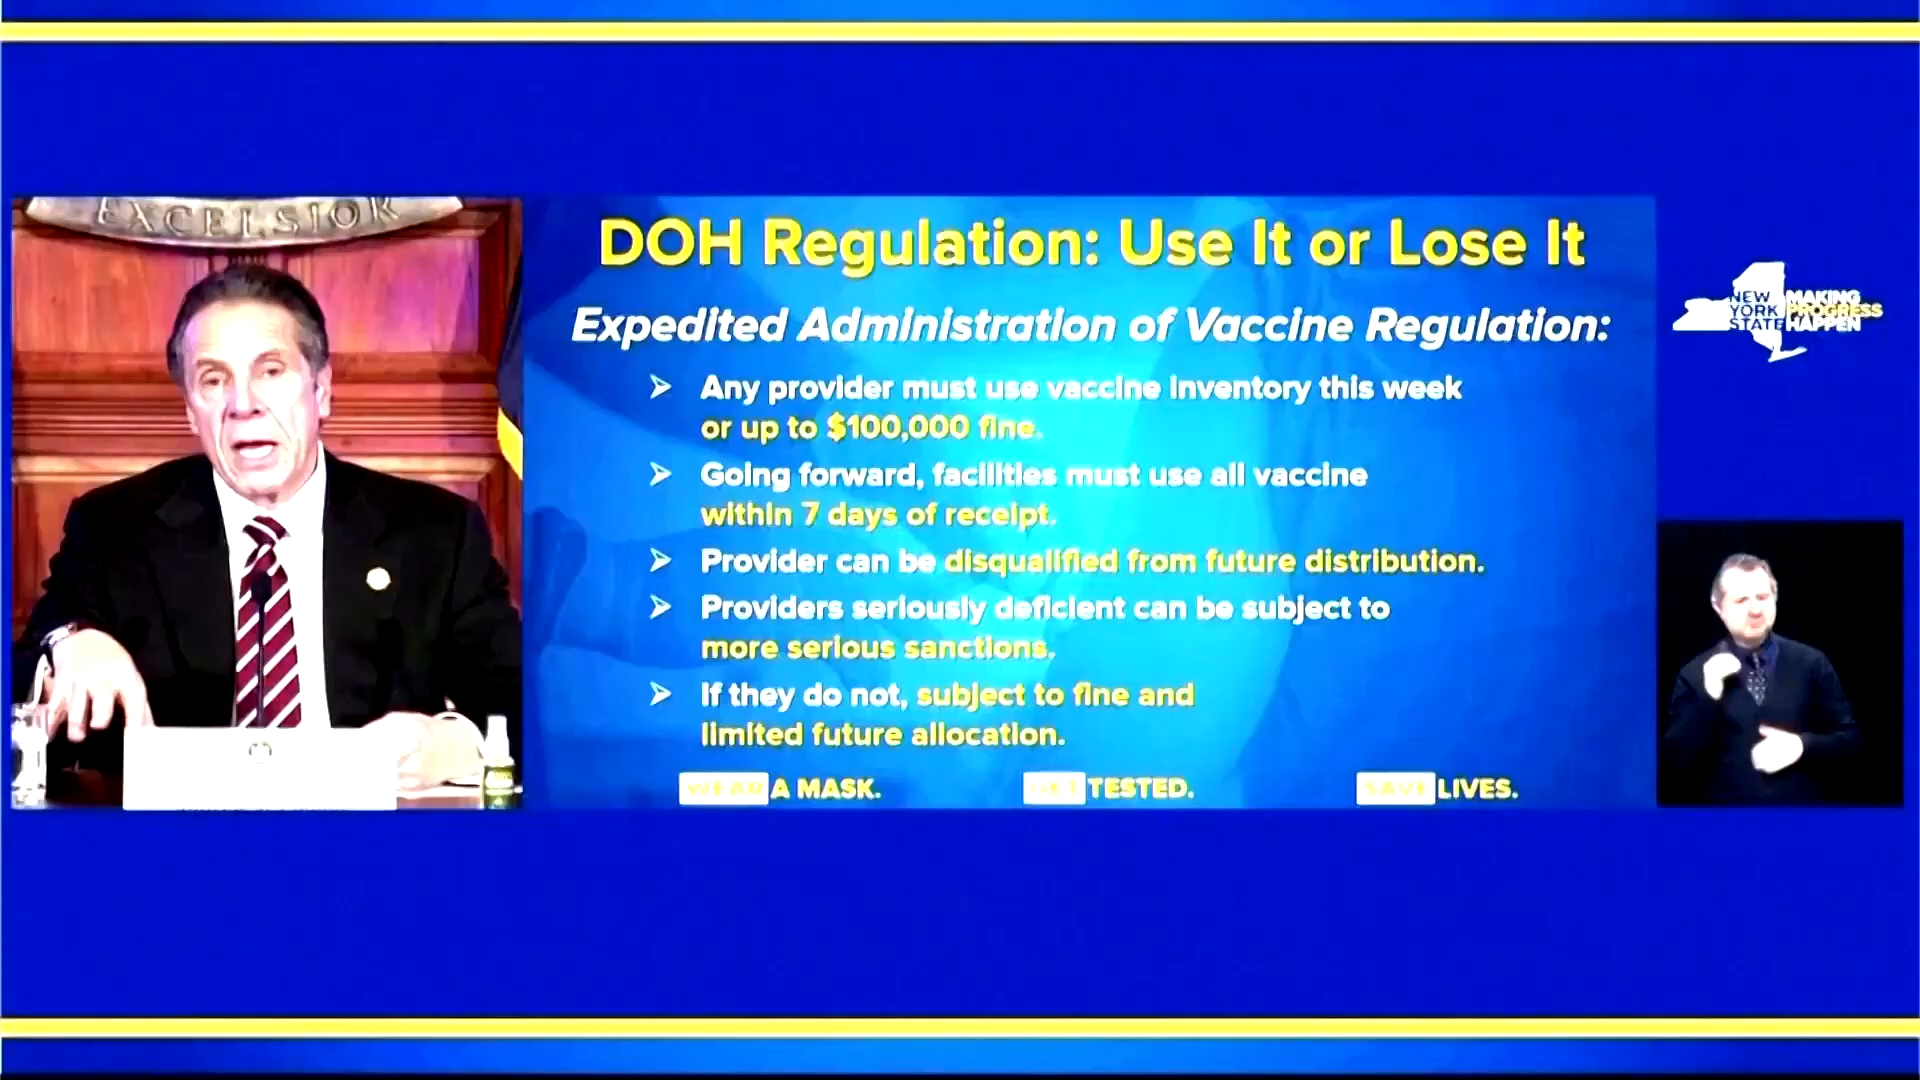 EXCELSIOR
DOH Regulation: Use It or Lose It
Expedited Administration of Vaccine Regulation:
➢ Any provider must use vaccine inventory this week
or up to $100,000 fine.
➢ Going forward, facilities must use all vaccine
within 7 days of receipt.
➢ Provider can be disqualified from future distribution.
➢ Providers seriously deficient can be subject to
more serious sanctions.
➢ If they do not, subject to fine and
limited future allocation.
WEAR A MASK.
GET TESTED.
SAVE LIVES.
NEW
YORK
STATE
MAKING
PROGRESS
HAPPEN